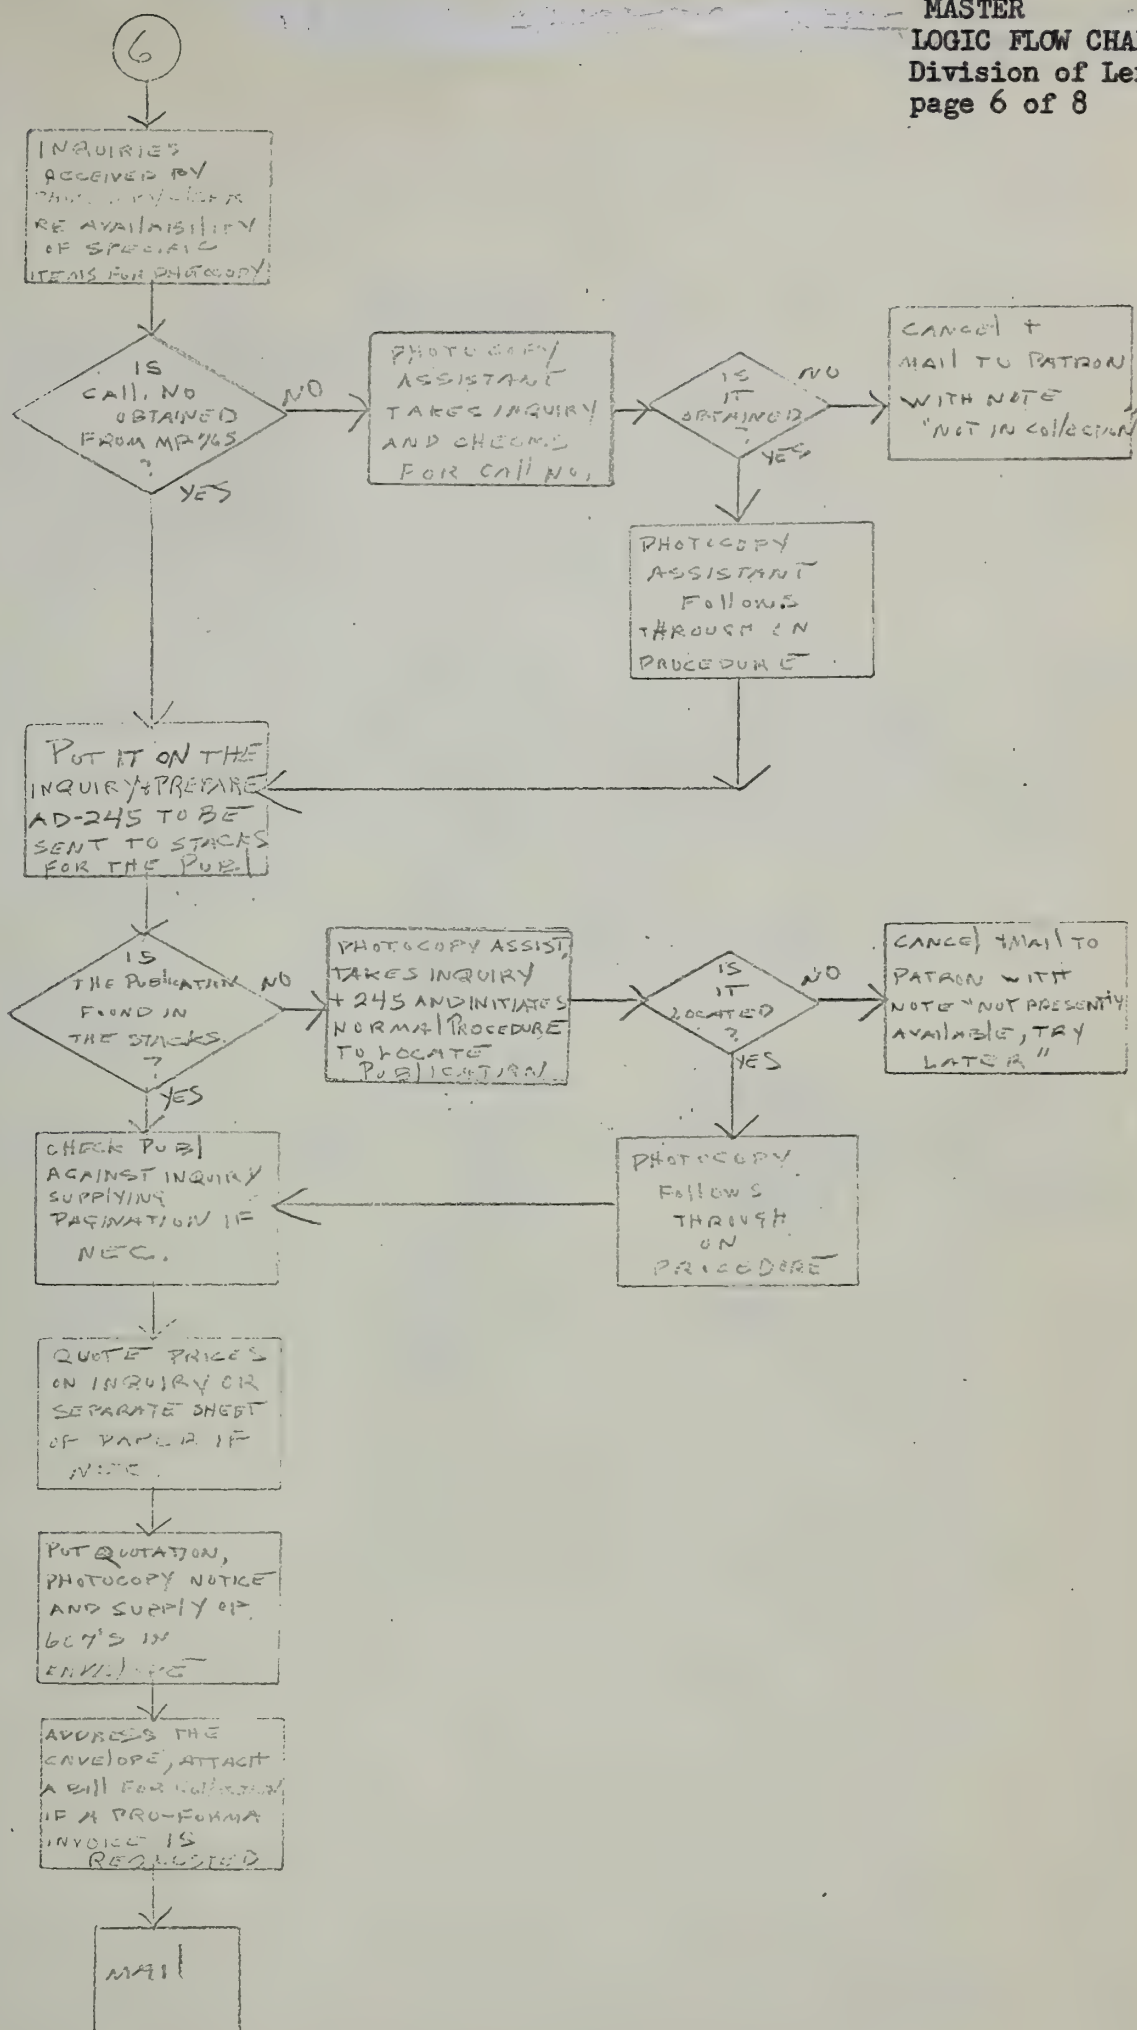 MASTER
LOGIC FLOW CHA
Division of Le
page 6 of 8
6
INQUIRIES
RECEIVED BY
RE AVAILABILITY
OF SPECIFIC
ITEMS FOR PHOTOCOPY
IS
CALL. NO
OBTAINED
FROM
?
NO
YES
PHOTOCOPY
ASSISTANT
TAKES INQUIRY
AND CHECKS
FOR CALL NO.
IS
IT
OBTAINED
?
NO
YES
CANCEL +
MAIL TO PATRON
WITH NOTE
"NOT IN COLLECTION"
PHOTOCOPY
ASSISTANT
FOLLOWS
THROUGH ON
PROCEDURE
PUT IT ON THE
INQUIRY + PREPARE
AD-245 TO BE
SENT TO STACKS
FOR THE PUBL
IS
THE PUBLICATION
FOUND IN
THE STACKS.
?
NO
YES
PHOTOCOPY ASSIST.
TAKES INQUIRY
+ 245 AND INITIATES
NORMAL PROCEDURE
TO LOCATE
PUBLICATION
IS
IT
LOCATED
?
NO
YES
CANCEL + MAIL TO
PATRON WITH
NOTE "NOT PRESENTLY
AVAILABLE, TRY
LATER"
CHECK PUBL
AGAINST INQUIRY
SUPPLYING
PAGINATION IF
NEC.
PHOTOCOPY
FOLLOWS
THROUGH
ON
PROCEDURE
QUOTE PRICES
ON INQUIRY OR
SEPARATE SHEET
OF PAPER IF
NEC.
PUT QUOTATION,
PHOTOCOPY NOTICE
AND SUPPLY OF
607'S IN
ENVELOPE
ADDRESS THE
ENVELOPE, ATTACH
A BILL FOR COLLECTION
IF A PRO-FORMA
INVOICE IS
REQUESTED
MAIL